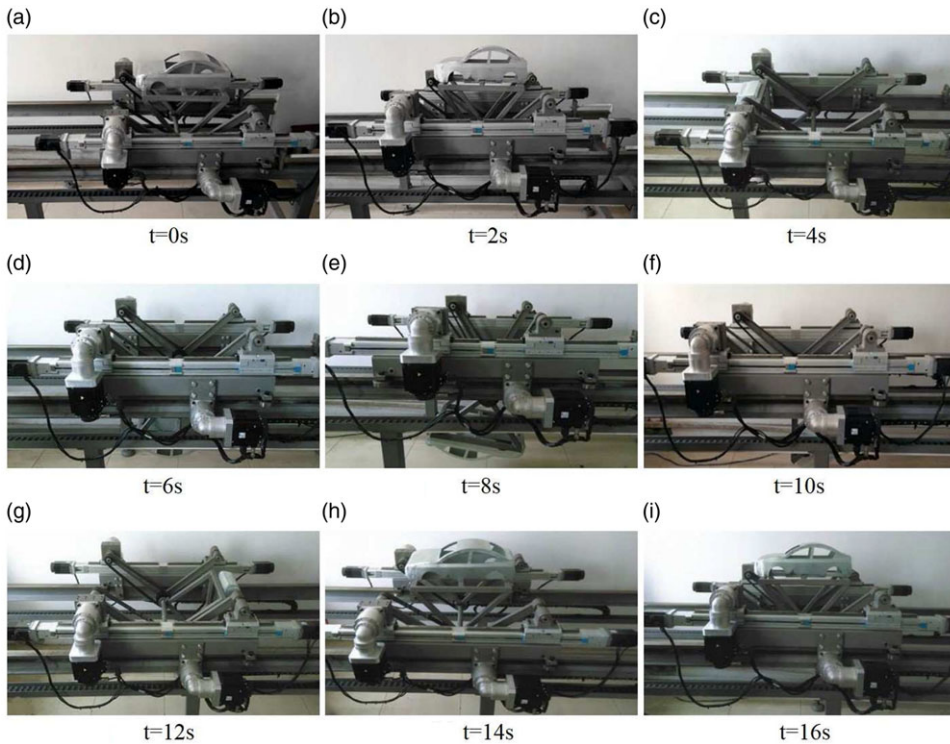 (a)
(b)
(c)
t=0s
t=2s
t=4s
(d)
(e)
(f)
t=6s
t=8s
t=10s
(g)
(h)
(i)
t=12s
t=14s
t=16s